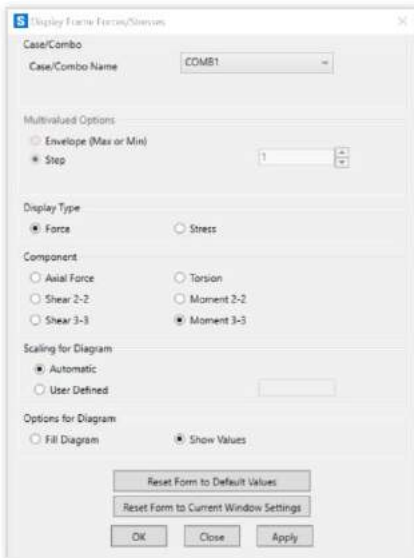 S Display Frame Forces/Stresses
Case/Combo
Case/Combo Name COMB1
Multivalued Options
Envelope (Max or Min)
Step 1
Display Type
Force Stress
Component
Axial Force Torsion
Shear 2-2 Moment 2-2
Shear 3-3 Moment 3-3
Scaling for Diagram
Automatic
User Defined
Options for Diagram
Fill Diagram Show Values
Reset Form to Default Values
Reset Form to Current Window Settings
OK Close Apply